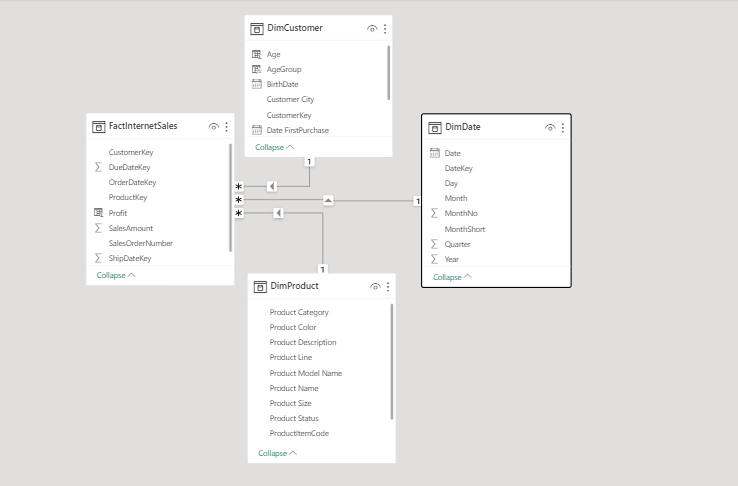 DimCustomer
Age
AgeGroup
BirthDate
Customer City
CustomerKey
Date FirstPurchase
Collapse
FactInternetSales
CustomerKey
DueDateKey
OrderDateKey
ProductKey
Profit
SalesAmount
SalesOrderNumber
ShipDateKey
Collapse
DimDate
Date
DateKey
Day
Month
MonthNo
MonthShort
Quarter
Year
Collapse
1
*
*
1
*
1
DimProduct
Product Category
Product Color
Product Description
Product Line
Product Model Name
Product Name
Product Size
Product Status
ProductItemCode
Collapse